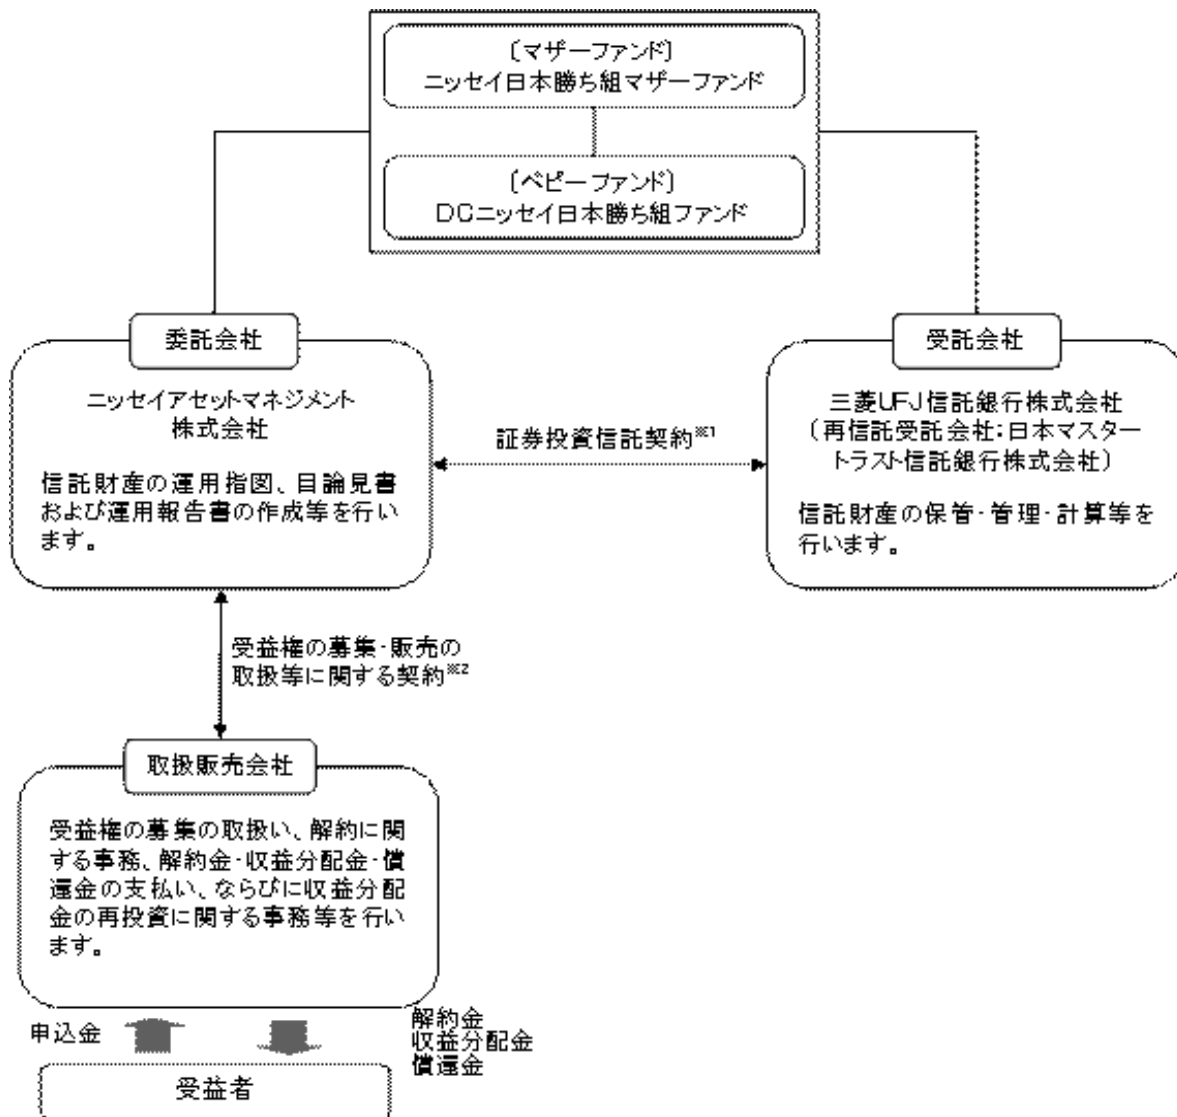 〔マザーファンド〕
ニッセイ日本勝ち組マザーファンド
〔ベビーファンド〕
DCニッセイ日本勝ち組ファンド
委託会社
ニッセイアセットマネジメント
株式会社
信託財産の運用指図、目論見書
および運用報告書の作成等を行い
ます。
証券投資信託契約※1
受託会社
三菱UFJ信託銀行株式会社
(再信託受託会社:日本マスター
トラスト信託銀行株式会社)
信託財産の保管・管理・計算等を
行います。
受益権の募集・販売の
取扱等に関する契約※2
取扱販売会社
受益権の募集の取扱い、解約に関
する事務、解約金・収益分配金・償
還金の支払い、ならびに収益分配
金の再投資に関する事務等を行い
ます。
申込金
解約金
収益分配金
償還金
受益者